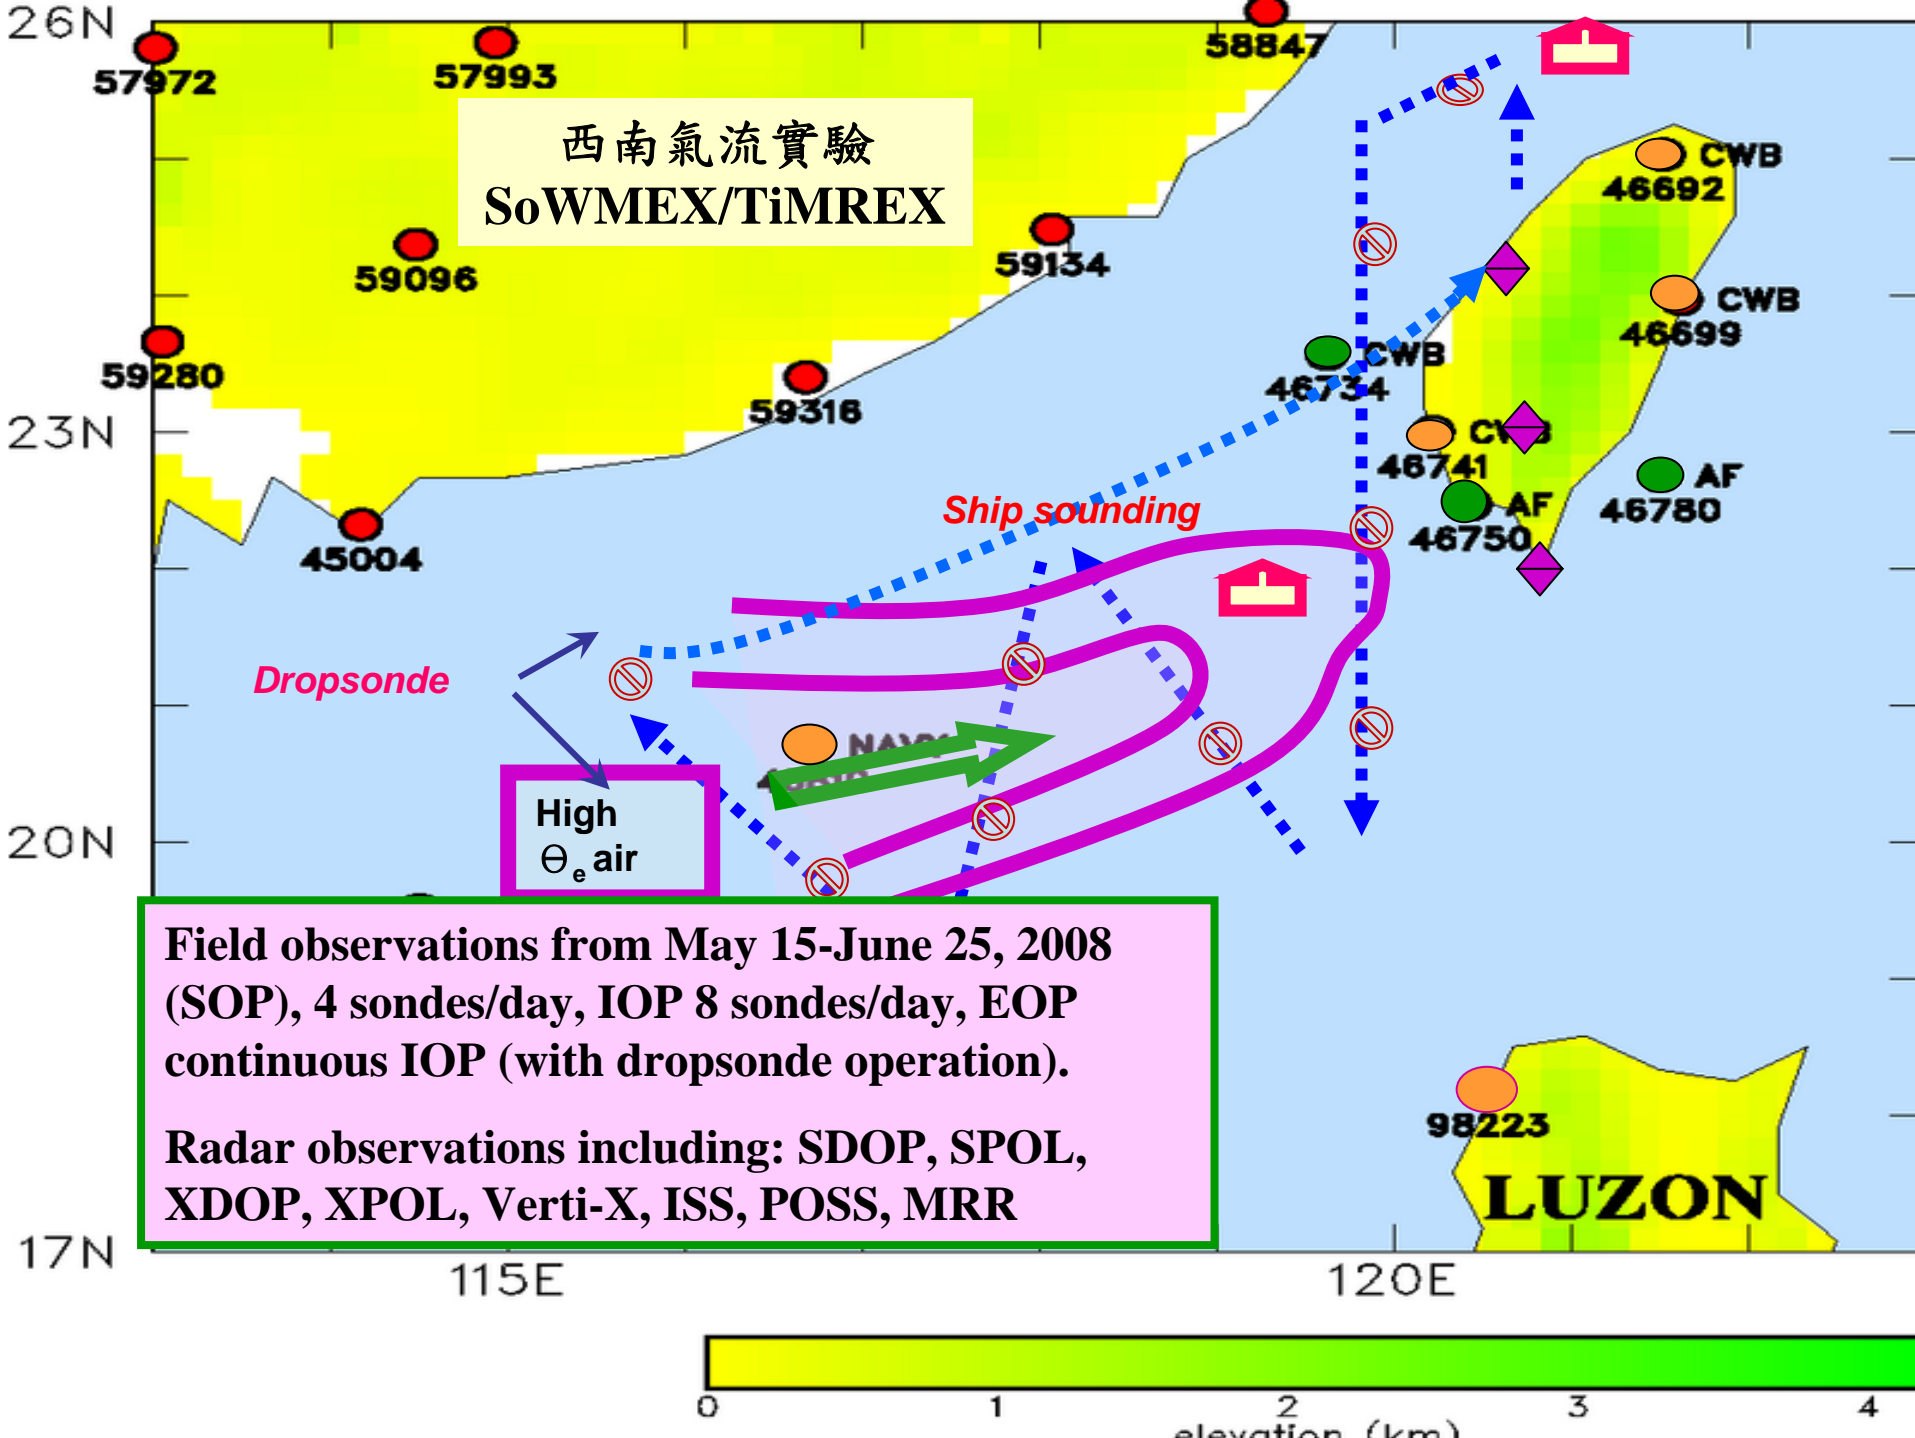 26N
57972
57993
58847
西南氣流實驗
SoWMEX/TiMREX
CWB
46692
59096
59134
CWB
46699
59280
59316
CWB
46734
23N
CWB
46741
AF
46780
AF
46750
45004
Ship sounding
Dropsonde
High
Θe air
20N
Field observations from May 15-June 25, 2008
(SOP), 4 sondes/day, IOP 8 sondes/day, EOP
continuous IOP (with dropsonde operation).
Radar observations including: SDOP, SPOL,
XDOP, XPOL, Verti-X, ISS, POSS, MRR
98223
LUZON
17N
115E
120E
0 1 2 3 4
elevation (km)